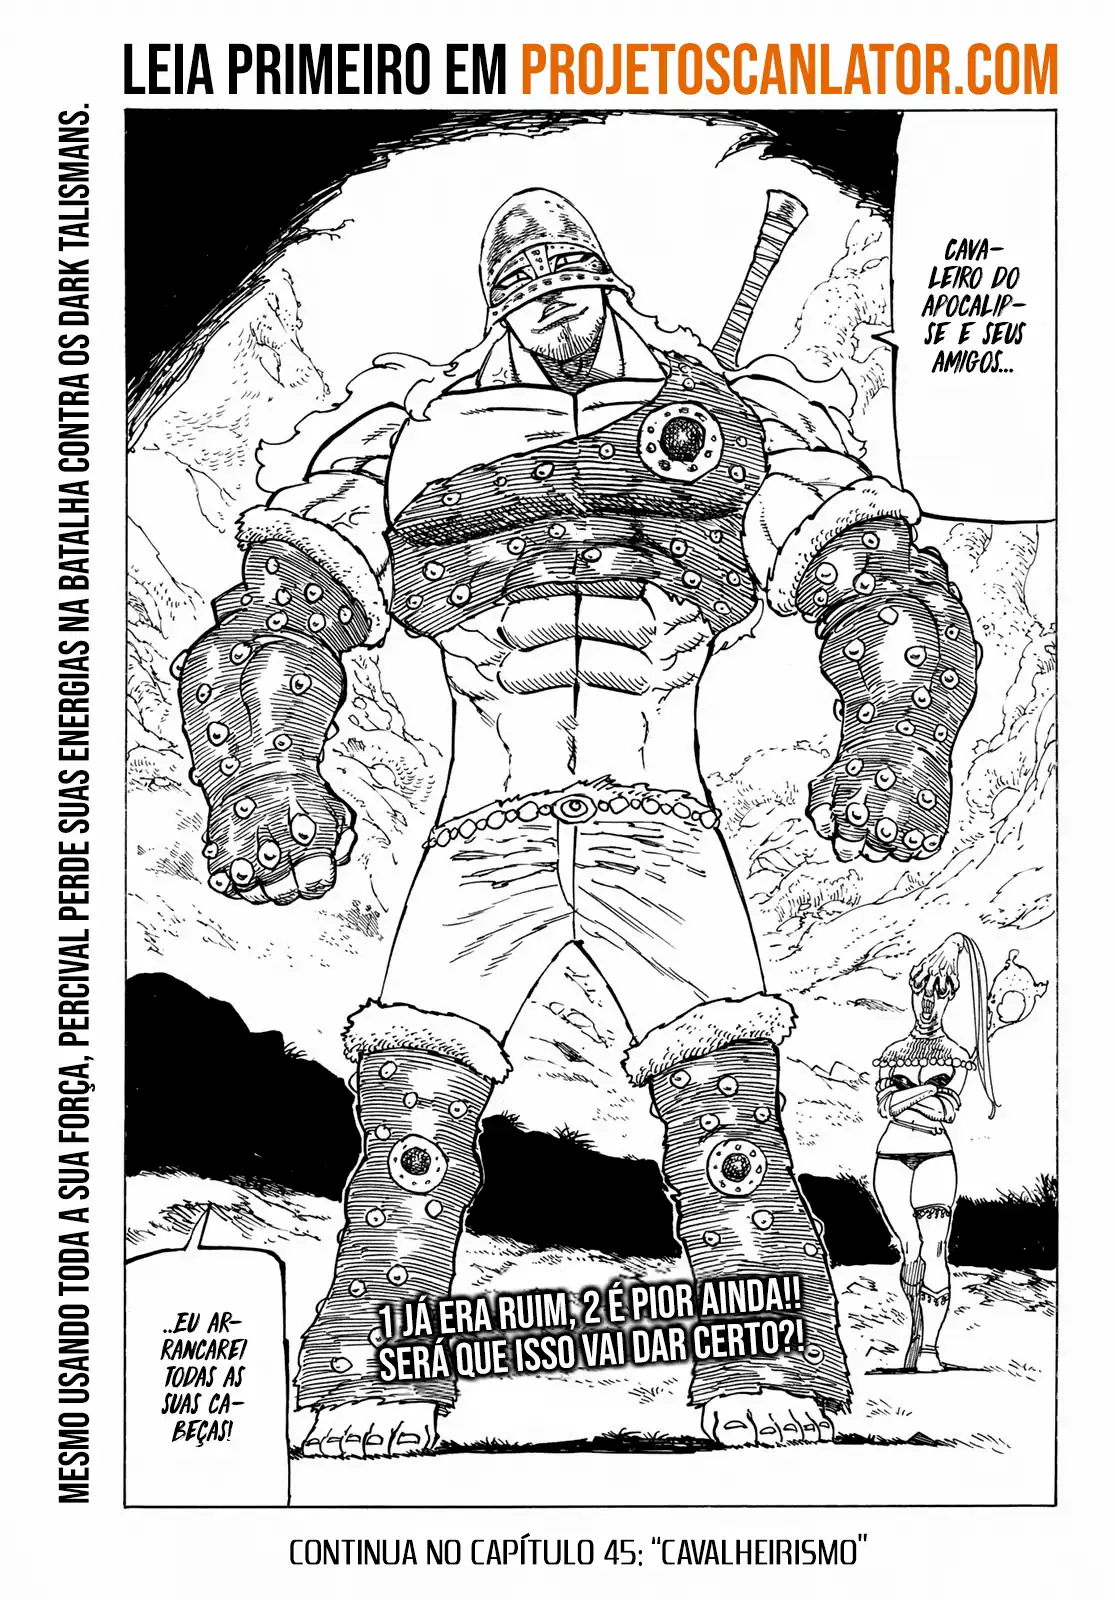 LEIA PRIMEIRO EM PROJETOSCANLATOR.COM
MESMO USANDO TODA A SUA FORÇA, PERCIVAL PERDE SUAS ENERGIAS NA BATALHA CONTRA OS DARK TALISMANS.
CAVA-
LEIRO DO
APOCALIP-
SE E SEUS
AMIGOS...
..EU AR-
RANCAREI
TODAS AS
SUAS CA-
BEÇAS!
1 JÁ ERA RUIM, 2 É PIOR AINDA!!
SERÁ QUE ISSO VAI DAR CERTO?!
CONTINUA NO CAPÍTULO 45: “CAVALHEIRISMO”